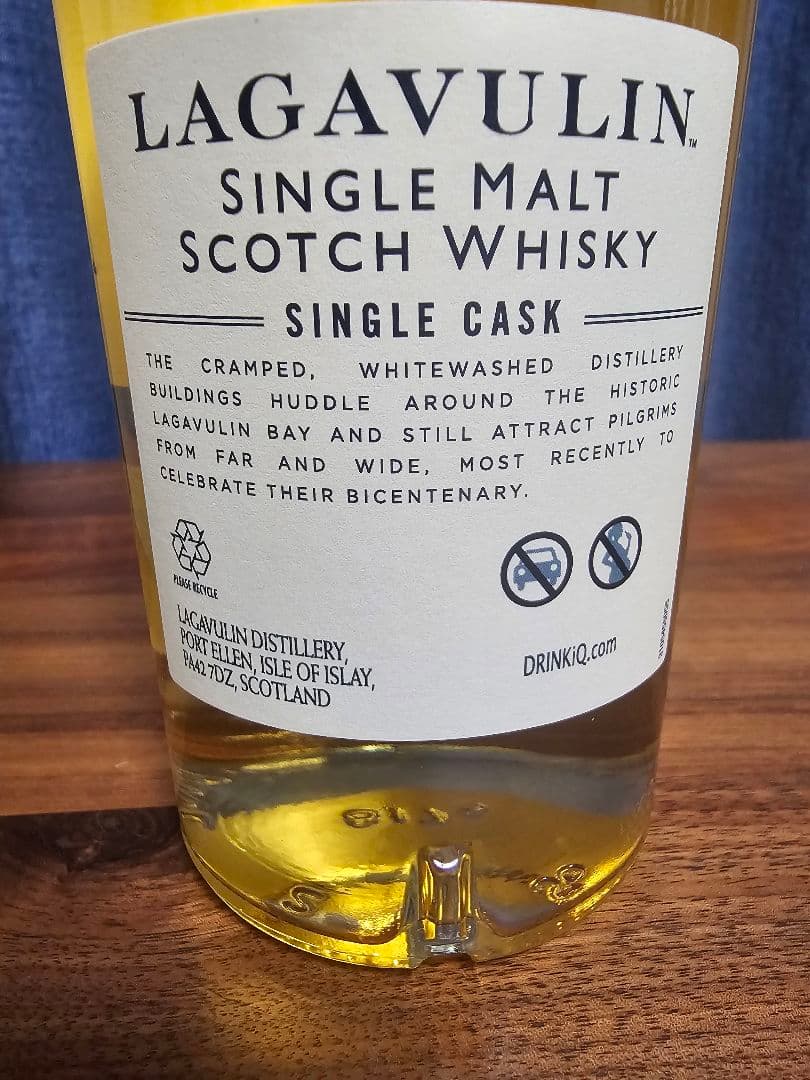 LAGAVULIN™
SINGLE MALT
SCOTCH WHISKY
SINGLE CASK
THE CRAMPED, WHITEWASHED DISTILLERY
BUILDINGS HUDDLE AROUND THE HISTORIC
LAGAVULIN BAY AND STILL ATTRACT PILGRIMS
FROM FAR AND WIDE, MOST RECENTLY TO
CELEBRATE THEIR BICENTENARY.
PLEASE RECYCLE
LAGAVULIN DISTILLERY,
PORT ELLEN, ISLE OF ISLAY,
PA42 7DZ, SCOTLAND
DRINKiQ.com